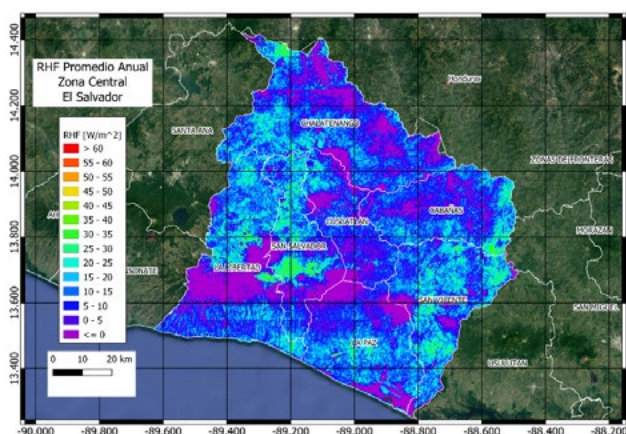 RHF Promedio Anual
Zona Central
El Salvador
RHF [W/m^2]
> 60
55 - 60
50 - 55
45 - 50
40 - 45
35 - 40
30 - 35
25 - 30
20 - 25
15 - 20
10 - 15
5 - 10
0 - 5
<= 0
0 10 20 km
14.400
14.200
14.000
13.800
13.600
13.400
Honduras
SANTA ANA
CHALATENANGO
ZONAS DE FRONTERAS
CUSCATLÁN
CABAÑAS
MORAZAN
SAN SALVADOR
LA LIBERTAD
SAN VICENTE
SAN MIGUEL
LA PAZ
USULUTAN
-90.000 -89.800 -89.600 -89.400 -89.200 -89.000 -88.800 -88.600 -88.400 -88.200